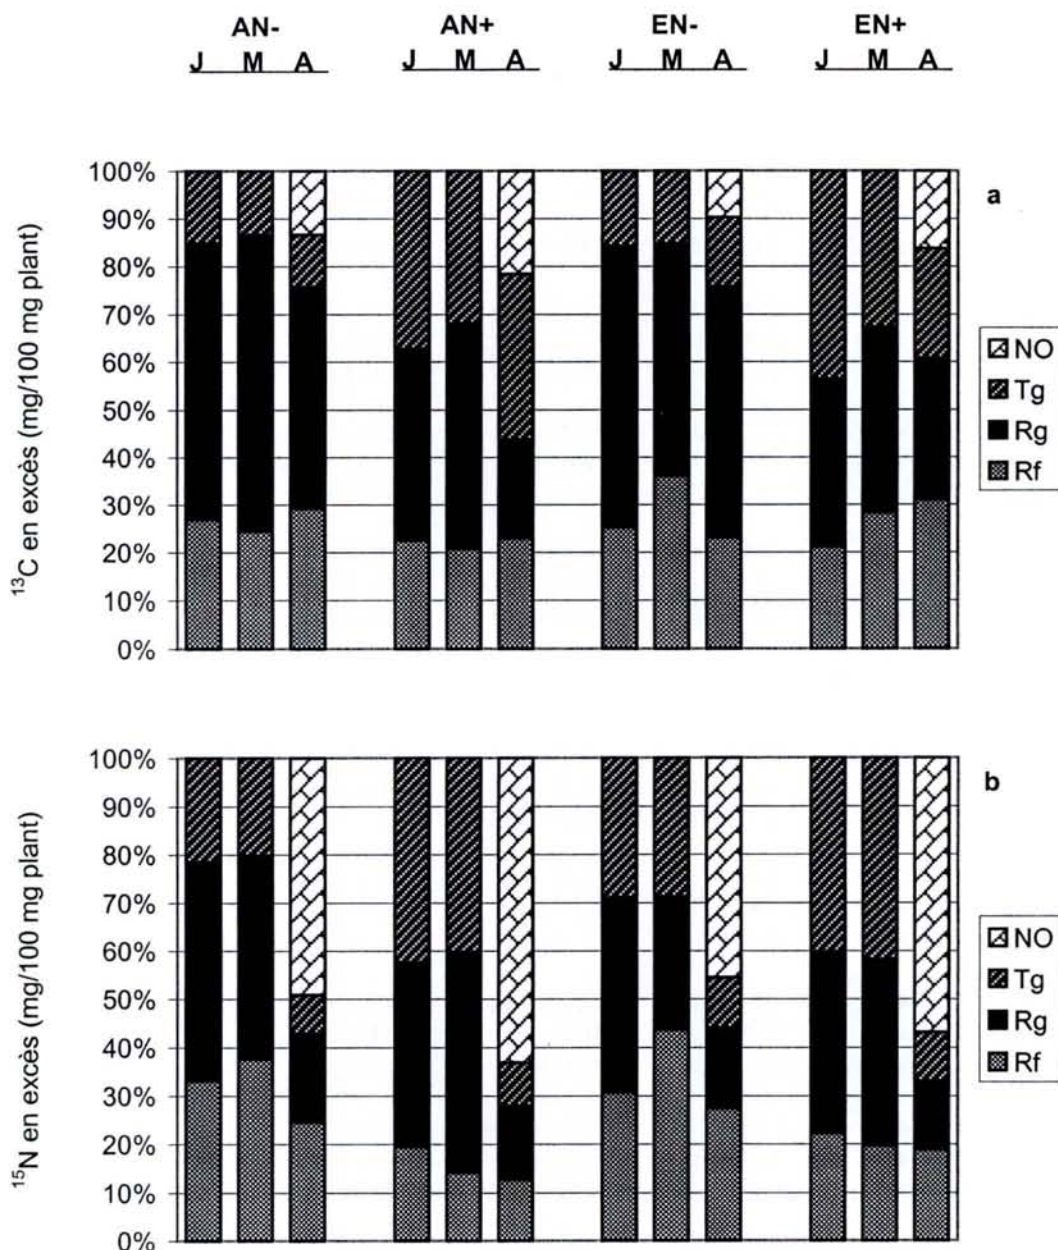 AN- AN+ EN- EN+
J M A J M A J M A J M A
a
¹³C en excès (mg/100 mg plant)
100%
90%
80%
70%
60%
50%
40%
30%
20%
10%
0%
NO
Tg
Rg
Rf
b
¹⁵N en excès (mg/100 mg plant)
100%
90%
80%
70%
60%
50%
40%
30%
20%
10%
0%
NO
Tg
Rg
Rf